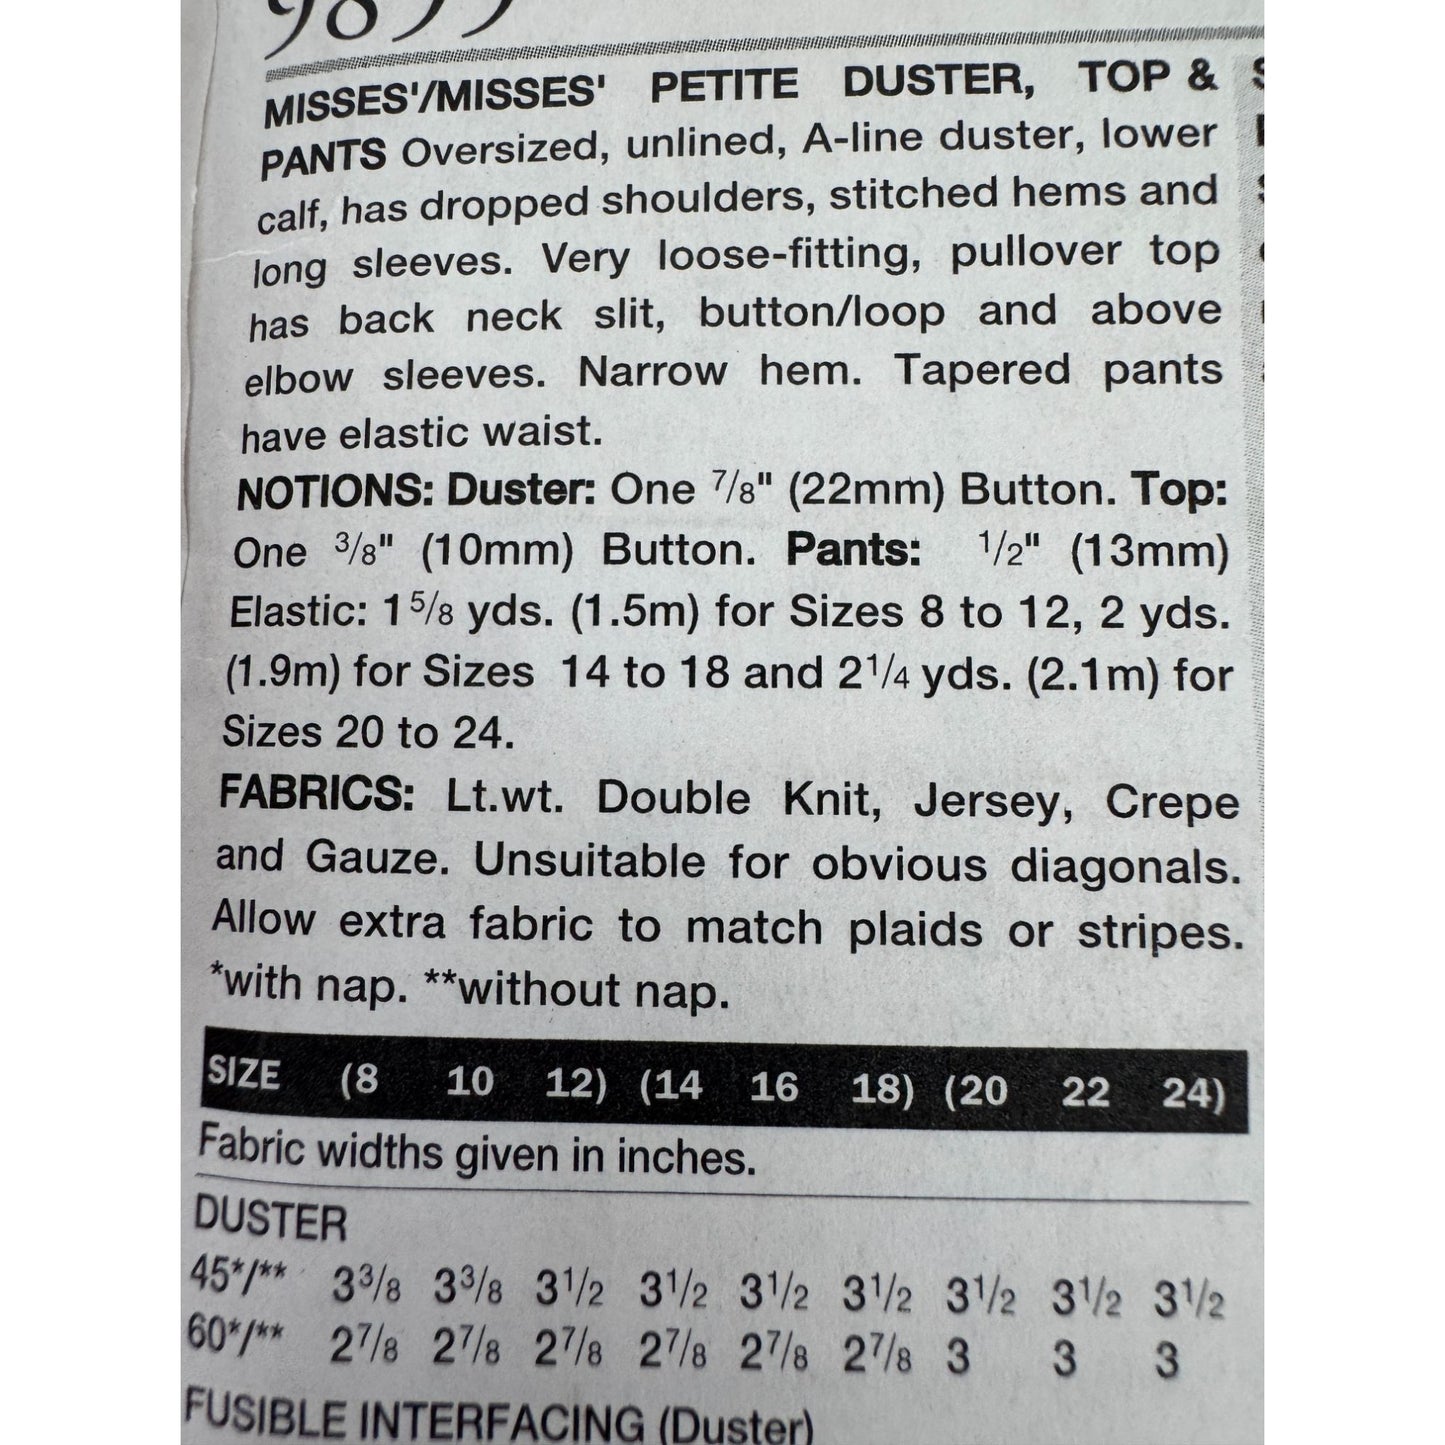 MISSES'/MISSES' PETITE DUSTER, TOP &
PANTS Oversized, unlined, A-line duster, lower
calf, has dropped shoulders, stitched hems and
long sleeves. Very loose-fitting, pullover top
has back neck slit, button/loop and above
elbow sleeves. Narrow hem. Tapered pants
have elastic waist.
NOTIONS: Duster: One 7/8" (22mm) Button. Top:
One 3/8" (10mm) Button. Pants: 1/2" (13mm)
Elastic: 1 5/8 yds. (1.5m) for Sizes 8 to 12, 2 yds.
(1.9m) for Sizes 14 to 18 and 2 1/4 yds. (2.1m) for
Sizes 20 to 24.
FABRICS: Lt.wt. Double Knit, Jersey, Crepe
and Gauze. Unsuitable for obvious diagonals.
Allow extra fabric to match plaids or stripes.
*with nap. **without nap.
SIZE (8 10 12) (14 16 18) (20 22 24)
Fabric widths given in inches.
DUSTER
45*/** 3 3/8 3 3/8 3 1/2 3 1/2 3 1/2 3 1/2 3 1/2 3 1/2 3 1/2
60*/** 2 7/8 2 7/8 2 7/8 2 7/8 2 7/8 2 7/8 3 3 3
FUSIBLE INTERFACING (Duster)